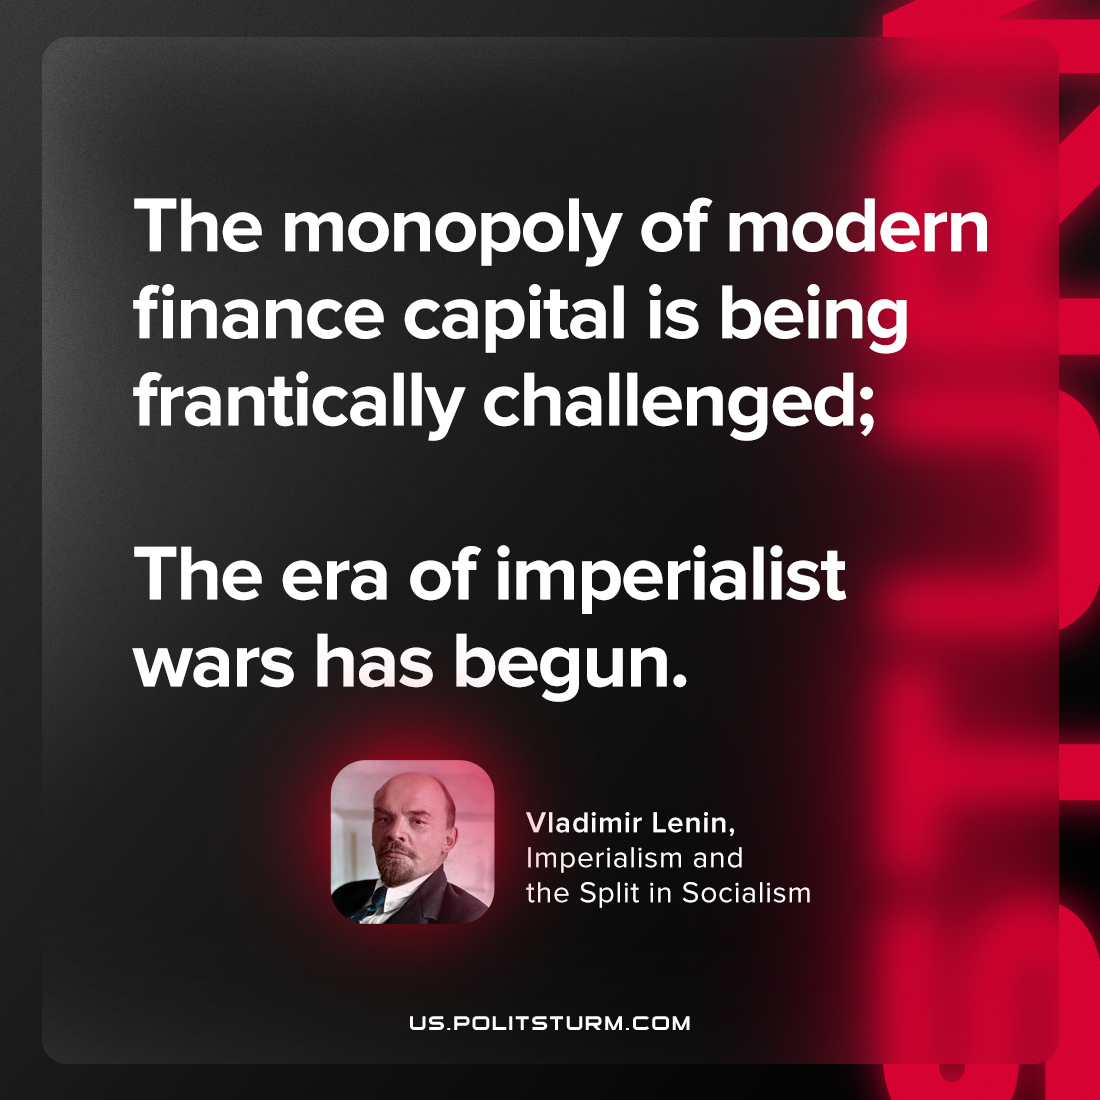 The monopoly of modern
finance capital is being
frantically challenged;
The era of imperialist
wars has begun.
Vladimir Lenin,
Imperialism and
the Split in Socialism
US.POLITSTURM.COM